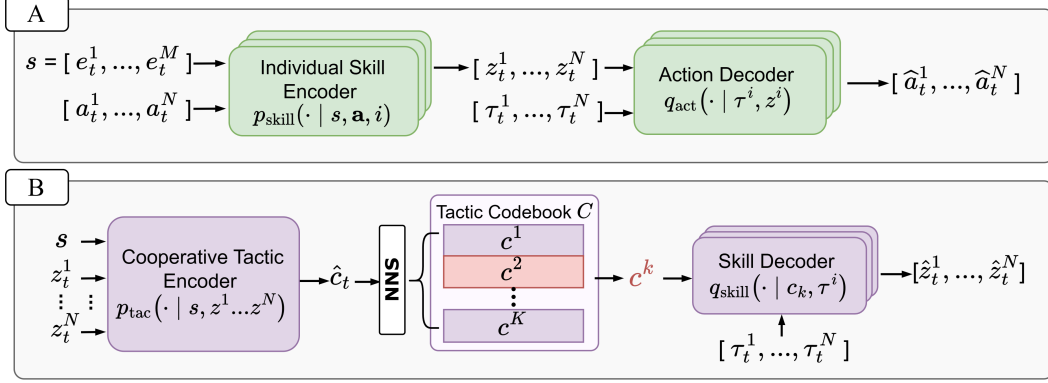 A
s = [ e_t^1, ..., e_t^M ]
[ a_t^1, ..., a_t^N ]
Individual Skill
Encoder
p_skill(· | s, a, i)
[ z_t^1, ..., z_t^N ]
[ τ_t^1, ..., τ_t^N ]
Action Decoder
q_act(· | τ^i, z^i)
[ â_t^1, ..., â_t^N ]
B
s
z_t^1
⋮ ⋮
z_t^N
Cooperative Tactic
Encoder
p_tac(· | s, z^1...z^N)
ĉ_t
NNS
Tactic Codebook C
c^1
c^2
⋮
c^K
c^k
Skill Decoder
q_skill(· | c_k, τ^i)
[ τ_t^1, ..., τ_t^N ]
[ẑ_t^1, ..., ẑ_t^N]